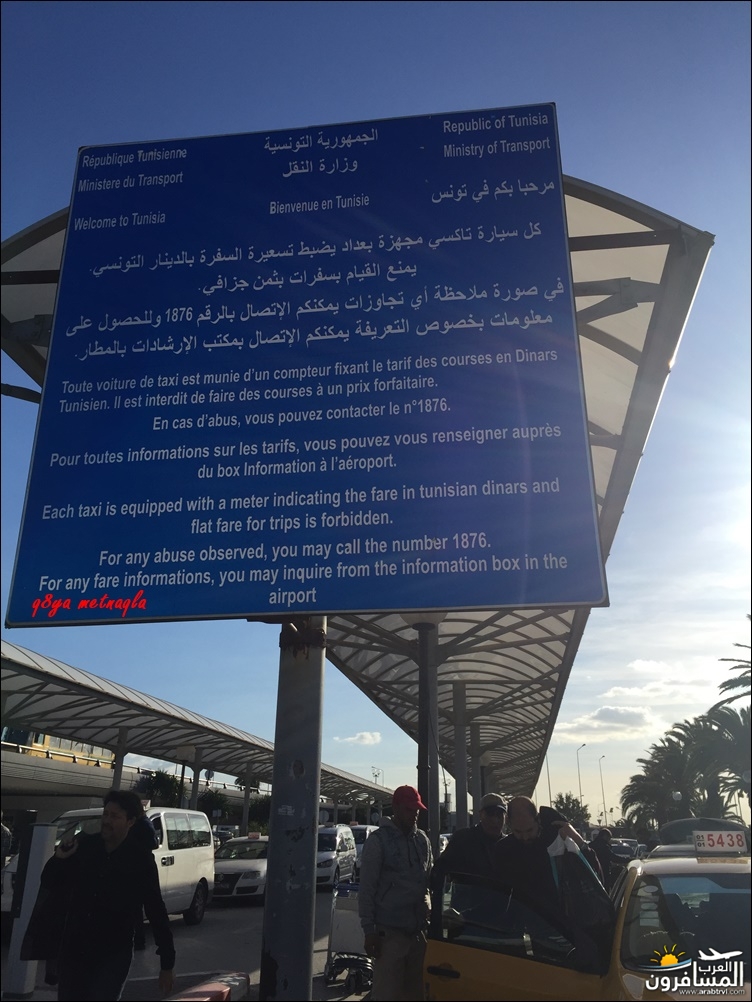 République Tunisienne
Ministere du Transport
الجمهورية التونسية
وزارة النقل
Republic of Tunisia
Ministry of Transport
Welcome to Tunisia
Bienvenue en Tunisie
مرحبا بكم في تونس
كل سيارة تاكسي مجهزة بعداد يضبط تسعيرة السفرة بالدينار التونسي.
يمنع القيام بسفرات بثمن جزافي.
في صورة ملاحظة أي تجاوزات يمكنكم الإتصال بالرقم 1876 وللحصول على
معلومات بخصوص التعريفة يمكنكم الإتصال بمكتب الإرشادات بالمطار.
Toute voiture de taxi est munie d'un compteur fixant le tarif des courses en Dinars
Tunisien. Il est interdit de faire des courses à un prix forfaitaire.
En cas d'abus, vous pouvez contacter le n°1876.
Pour toutes informations sur les tarifs, vous pouvez vous renseigner auprès
du box Information à l'aéroport.
Each taxi is equipped with a meter indicating the fare in tunisian dinars and
flat fare for trips is forbidden.
For any abuse observed, you may call the number 1876.
For any fare informations, you may inquire from the information box in the
airport
q8ya metnaqla
5438
العرب
المسافرون
www.arabtrvl.com